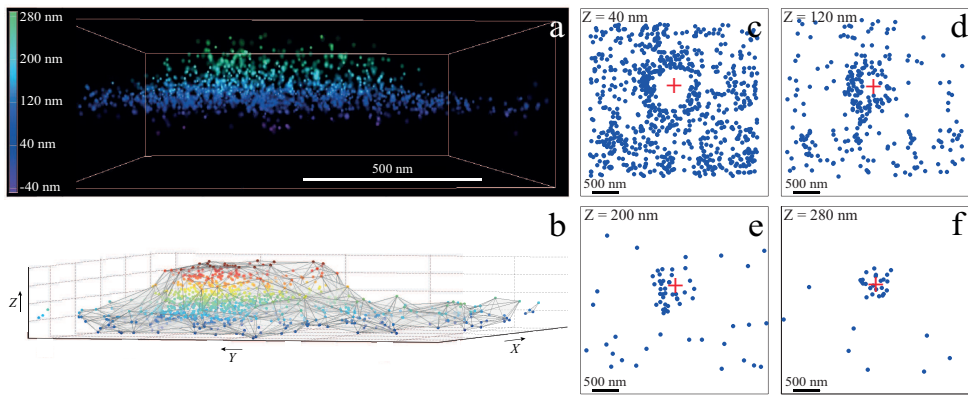 280 nm
200 nm
120 nm
40 nm
-40 nm
a
500 nm
b
Z
Y
X
Z = 40 nm
c
500 nm
Z = 120 nm
d
500 nm
Z = 200 nm
e
500 nm
Z = 280 nm
f
500 nm